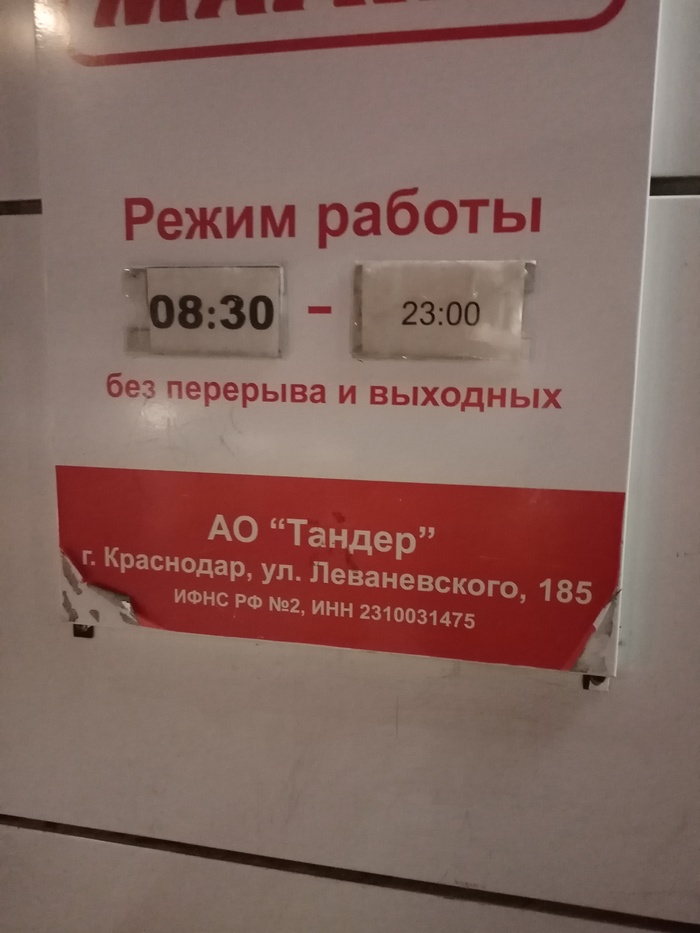 Режим работы
08:30 - 23:00
без перерыва и выходных
АО “Тандер”
г. Краснодар, ул. Леваневского, 185
ИФНС РФ №2, ИНН 2310031475